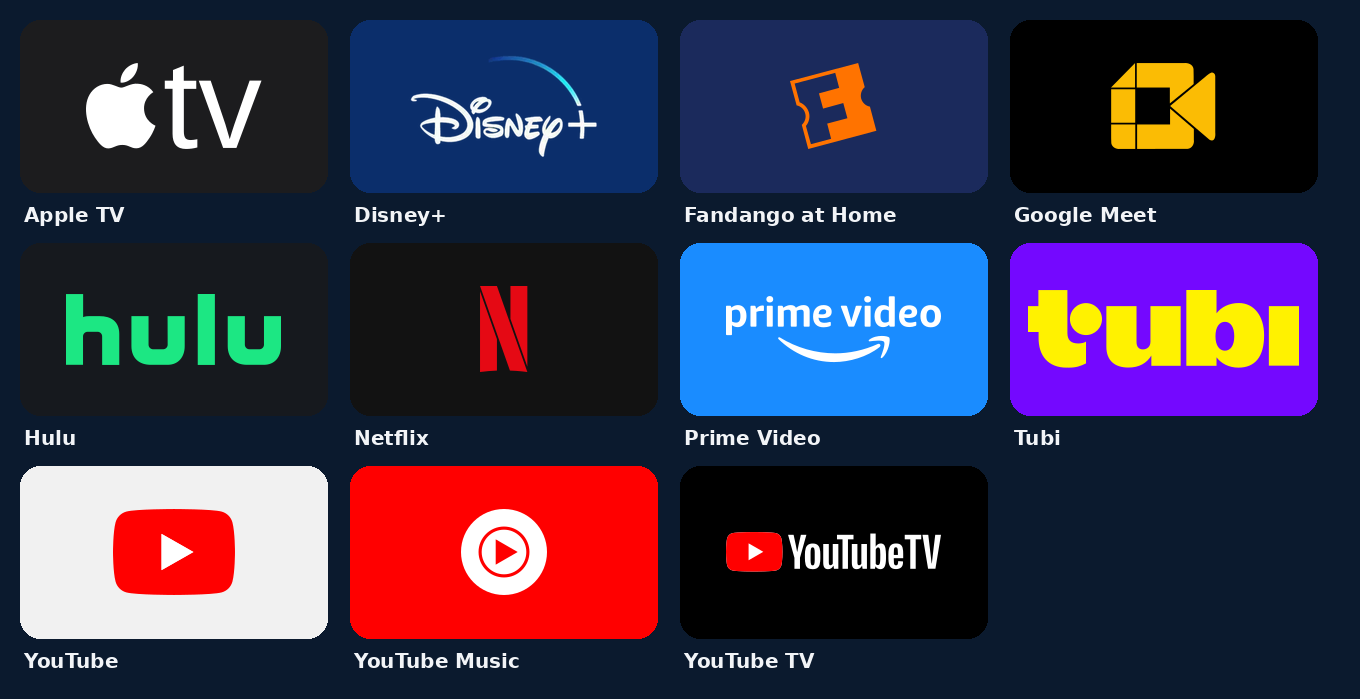 tv
Disney+
Apple TV
Disney+
Fandango at Home
Google Meet
hulu
N
prime video
tubi
Hulu
Netflix
Prime Video
Tubi
YouTubeTV
YouTube
YouTube Music
YouTube TV